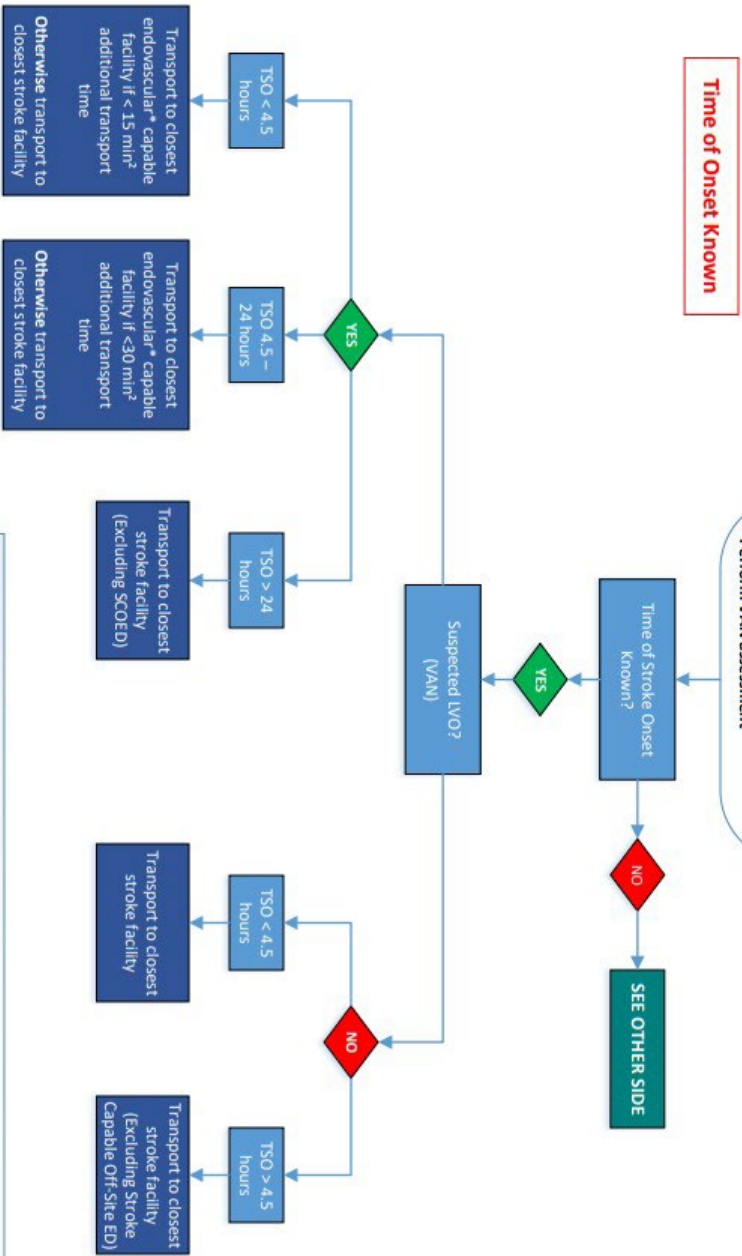 Perform VAN assessment
Time of Onset Known
Time of Stroke Onset
Known?
NO
SEE OTHER SIDE
YES
Suspected LVO?
(VAN)
YES
NO
TSO < 4.5
hours
TSO 4.5 –
24 hours
TSO > 24
hours
TSO < 4.5
hours
TSO > 4.5
hours
Transport to closest
endovascular* capable
facility if < 15 min²
additional transport
time
Otherwise transport to
closest stroke facility
Transport to closest
endovascular* capable
facility if <30 min²
additional transport
time
Otherwise transport to
closest stroke facility
Transport to closest
stroke facility
(Excluding SCOED)
Transport to closest
stroke facility
Transport to closest
stroke facility
(Excluding Stroke
Capable Off-Site ED)